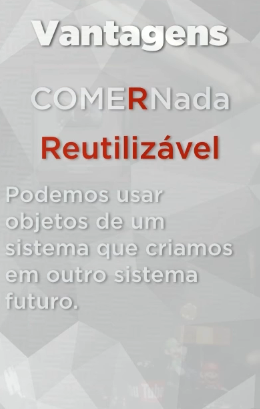 Vantagens
COMERNada
Reutilizável
Podemos usar
objetos de um
sistema que criamos
em outro sistema
futuro.